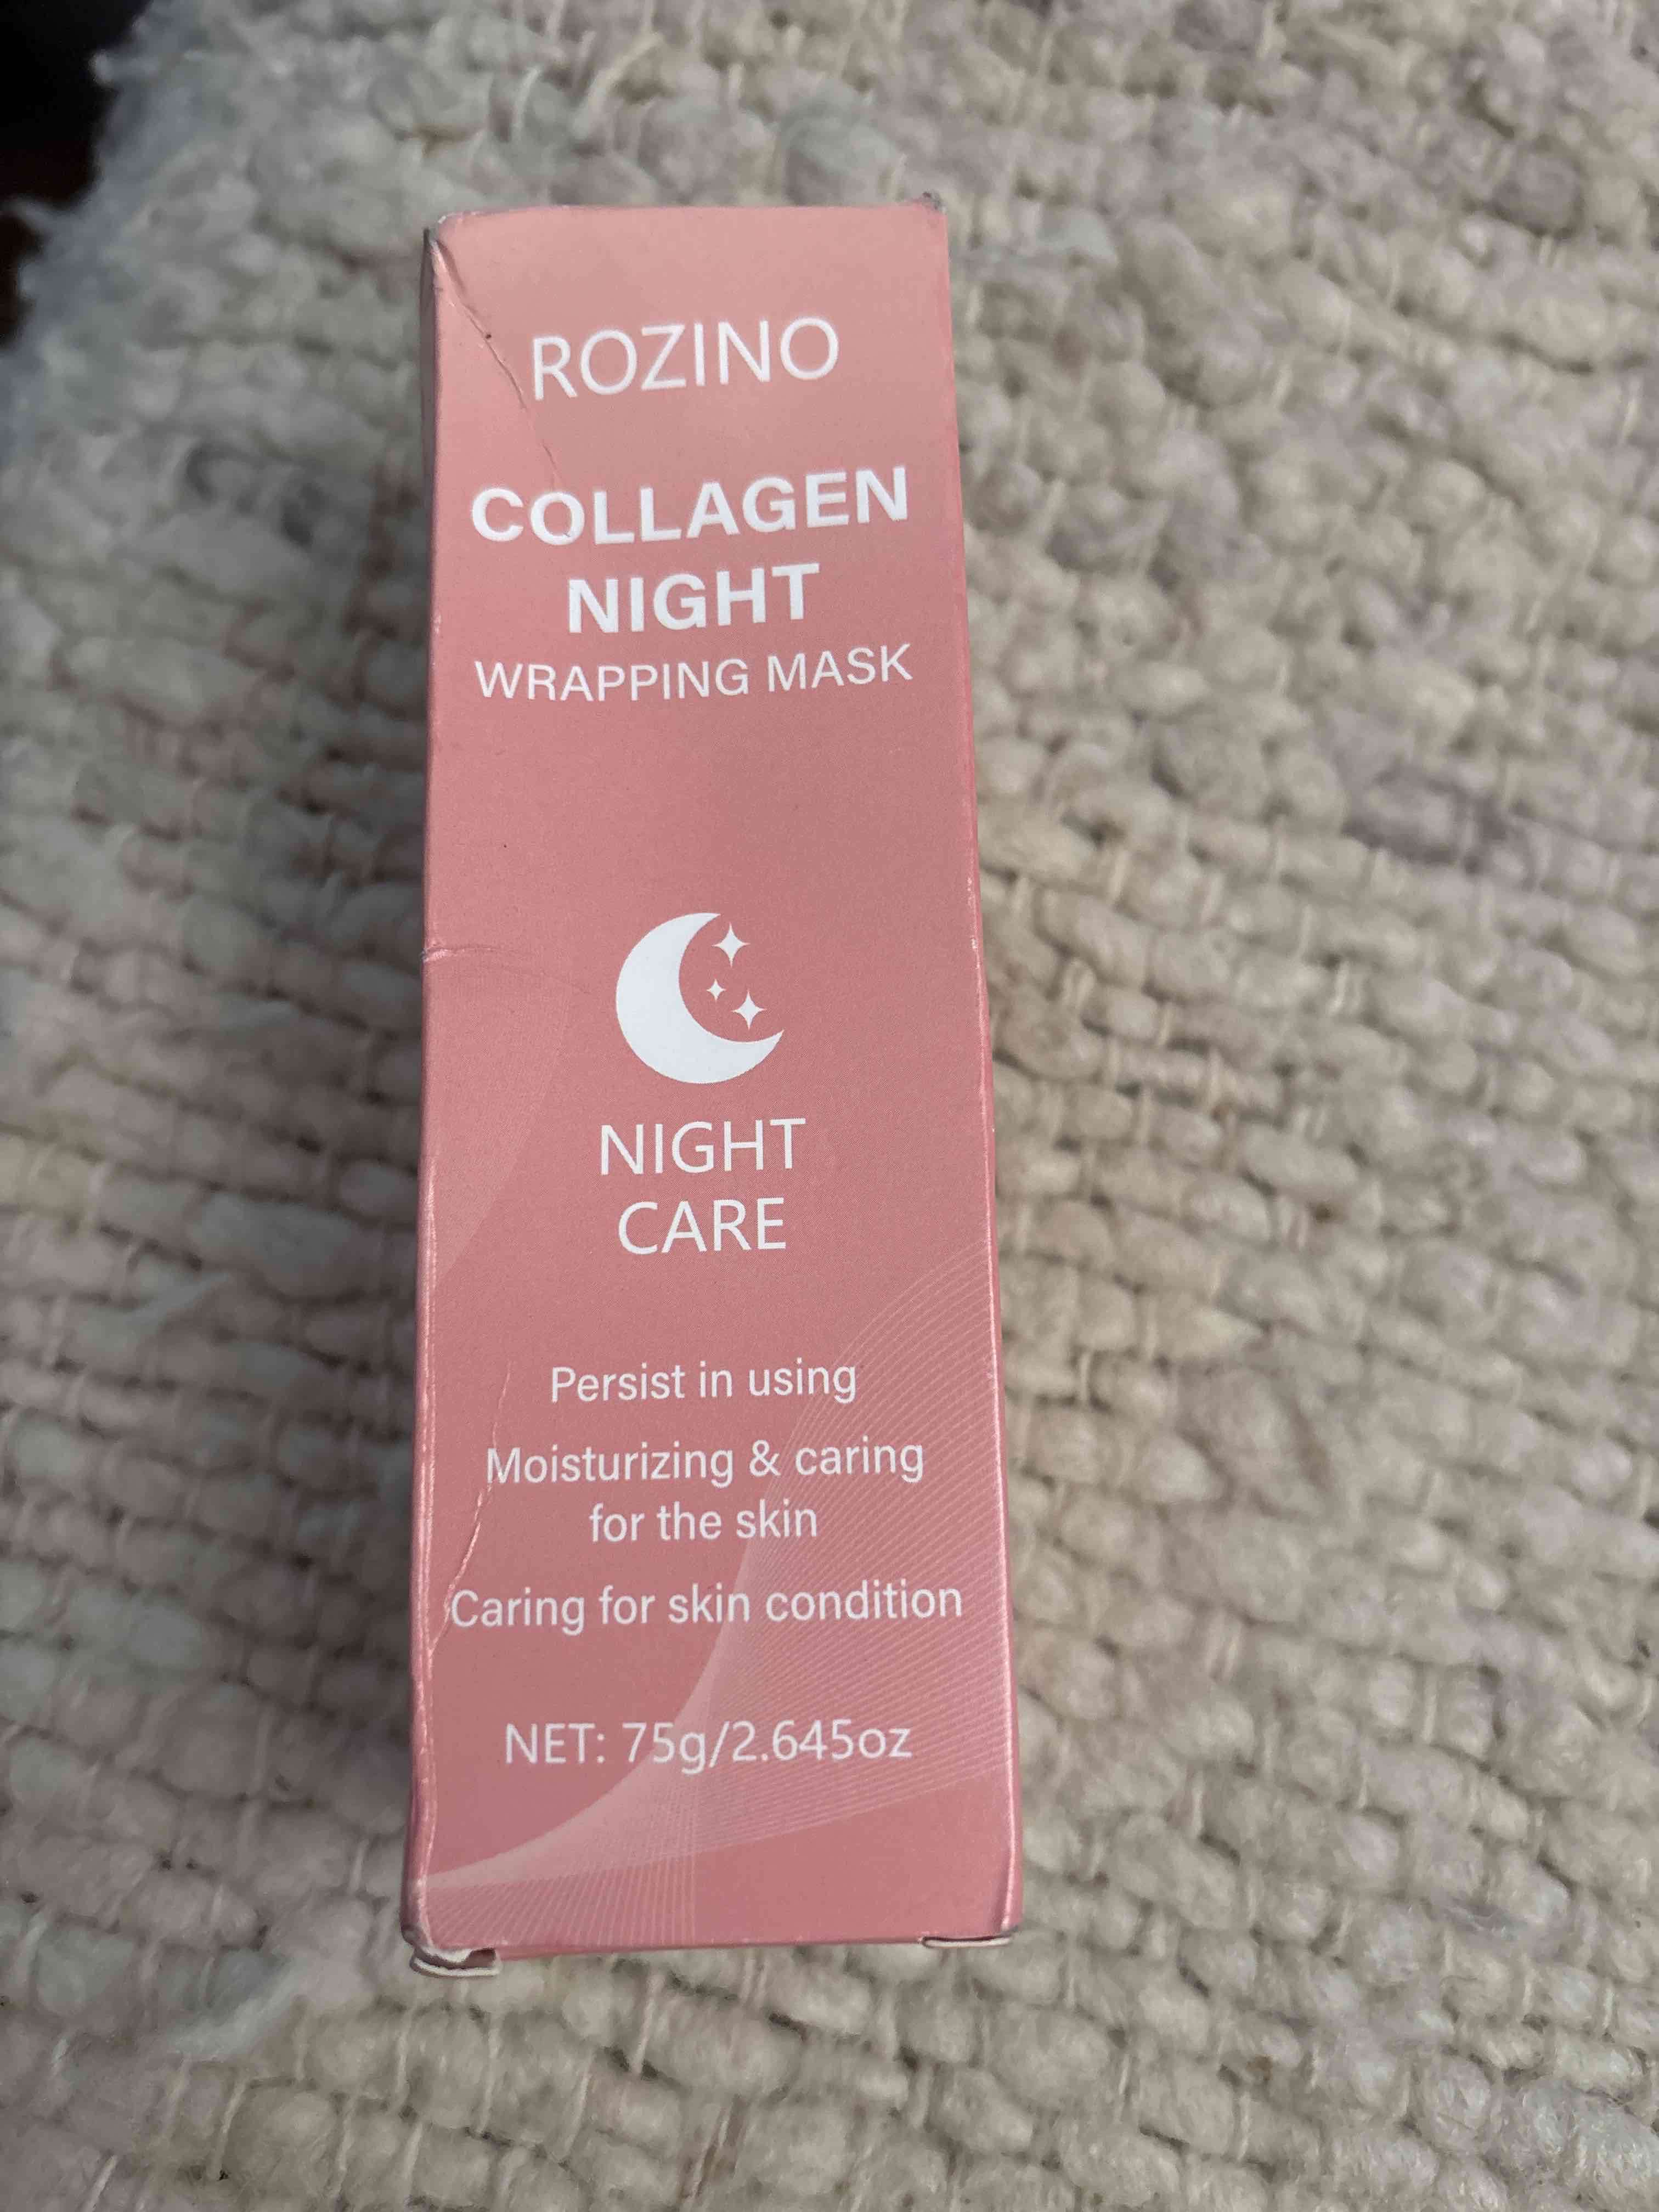 ROZINO
COLLAGEN
NIGHT
WRAPPING MASK
NIGHT
CARE
Persist in using
Moisturizing & caring
for the skin
Caring for skin condition
NET: 75g/2.645oz